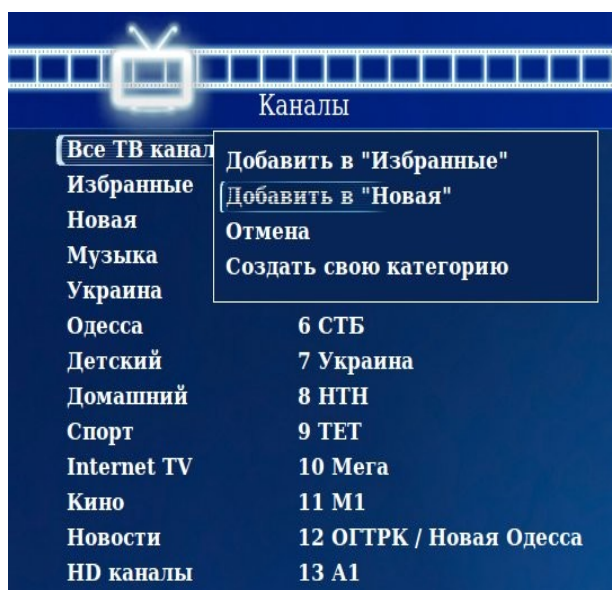 Каналы
Все ТВ канал
Избранные
Новая
Музыка
Украина
Одесса
Детский
Домашний
Спорт
Internet TV
Кино
Новости
HD каналы
Добавить в "Избранные"
Добавить в "Новая"
Отмена
Создать свою категорию
6 СТБ
7 Украина
8 НТН
9 ТЕТ
10 Мега
11 М1
12 ОГТРК / Новая Одесса
13 А1